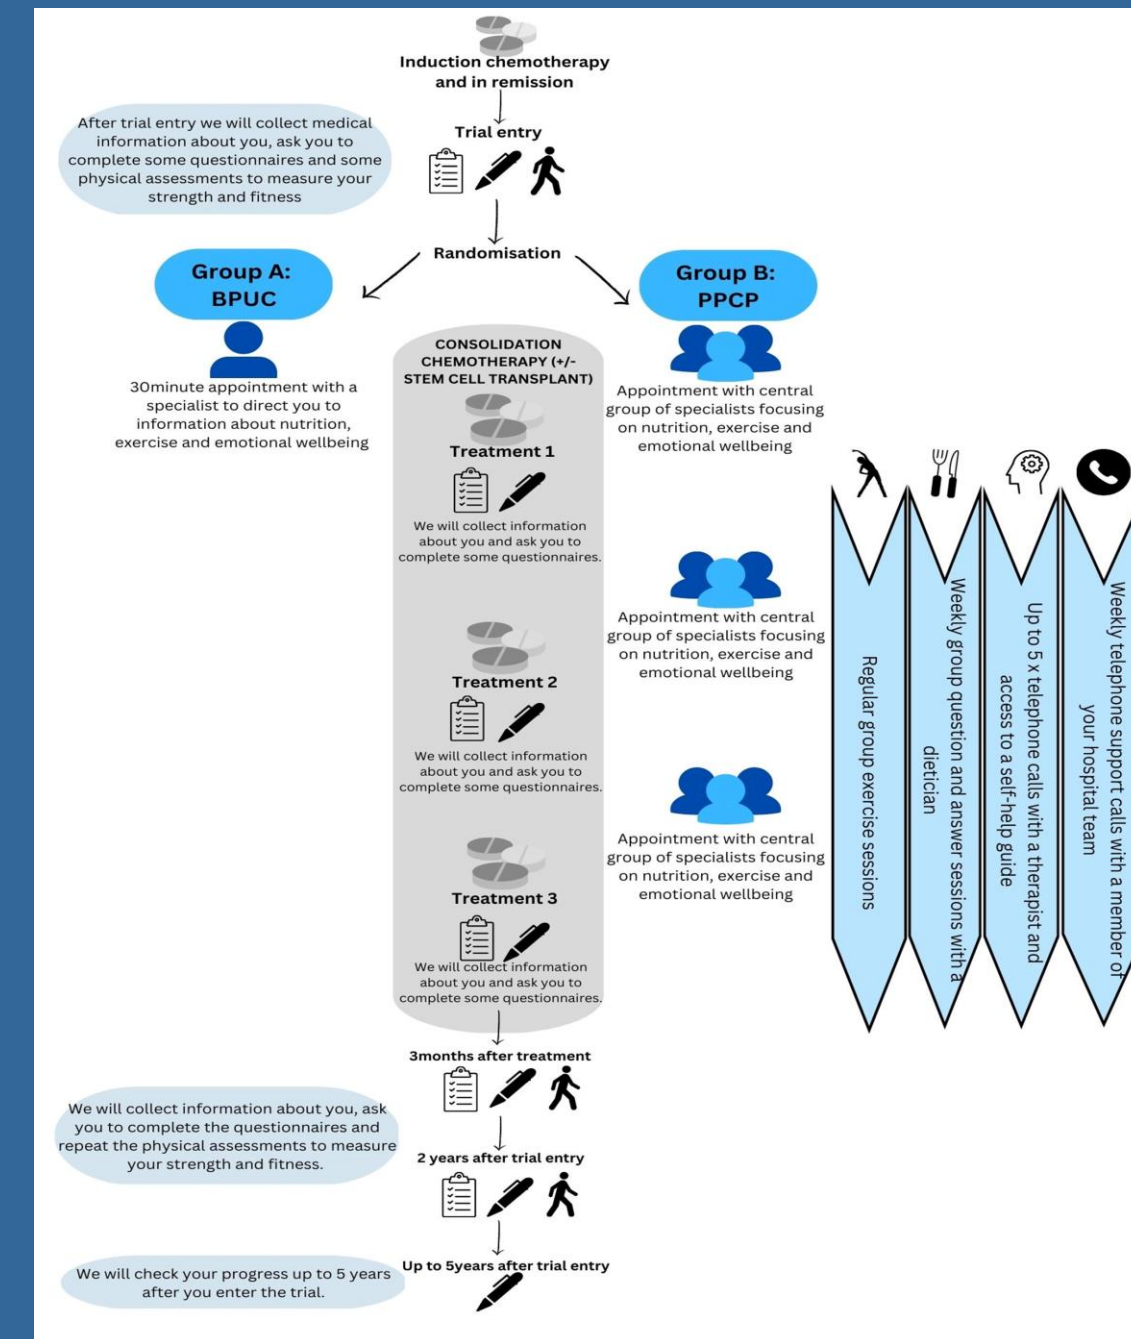 Induction chemotherapy
and in remission
After trial entry we will collect medical
information about you, ask you to
complete some questionnaires and some
physical assessments to measure your
strength and fitness
Trial entry
Randomisation
Group A:
BPUC
30minute appointment with a
specialist to direct you to
information about nutrition,
exercise and emotional wellbeing
Group B:
PPCP
CONSOLIDATION
CHEMOTHERAPY (+/-
STEM CELL TRANSPLANT)
Treatment 1
We will collect information
about you and ask you to
complete some questionnaires.
Appointment with central
group of specialists focusing
on nutrition, exercise and
emotional wellbeing
Treatment 2
We will collect information
about you and ask you to
complete some questionnaires.
Appointment with central
group of specialists focusing
on nutrition, exercise and
emotional wellbeing
Treatment 3
We will collect information
about you and ask you to
complete some questionnaires.
Appointment with central
group of specialists focusing
on nutrition, exercise and
emotional wellbeing
Regular group exercise sessions
Weekly group question and answer sessions with a
dietician
Up to 5 x telephone calls with a therapist and
access to a self-help guide
Weekly telephone support calls with a member of
your hospital team
3months after treatment
We will collect information about you, ask
you to complete the questionnaires and
repeat the physical assessments to measure
your strength and fitness.
2 years after trial entry
Up to 5years after trial entry
We will check your progress up to 5 years
after you enter the trial.